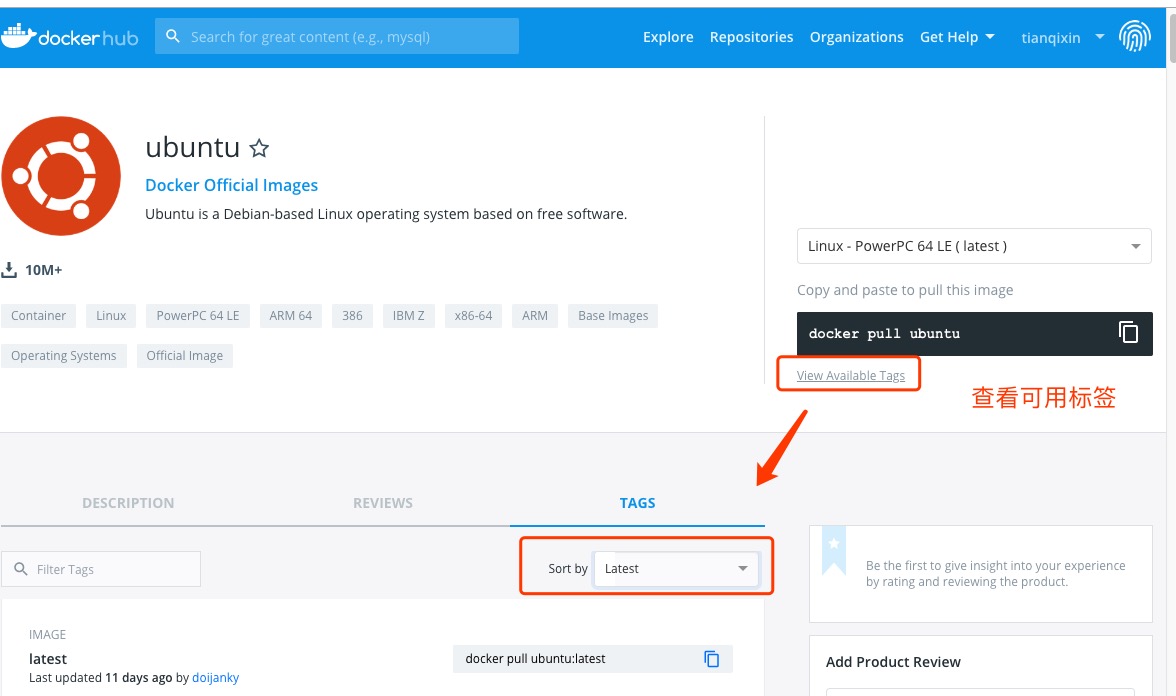 docker hub
Search for great content (e.g., mysql)
Explore
Repositories
Organizations
Get Help
tianqixin
ubuntu
Docker Official Images
Ubuntu is a Debian-based Linux operating system based on free software.
10M+
Container
Linux
PowerPC 64 LE
ARM 64
386
IBM Z
x86-64
ARM
Base Images
Operating Systems
Official Image
Linux - PowerPC 64 LE ( latest )
Copy and paste to pull this image
docker pull ubuntu
View Available Tags
查看可用标签
DESCRIPTION
REVIEWS
TAGS
Filter Tags
Sort by
Latest
IMAGE
latest
Last updated 11 days ago by doijanky
docker pull ubuntu:latest
Be the first to give insight into your experience
by rating and reviewing the product.
Add Product Review